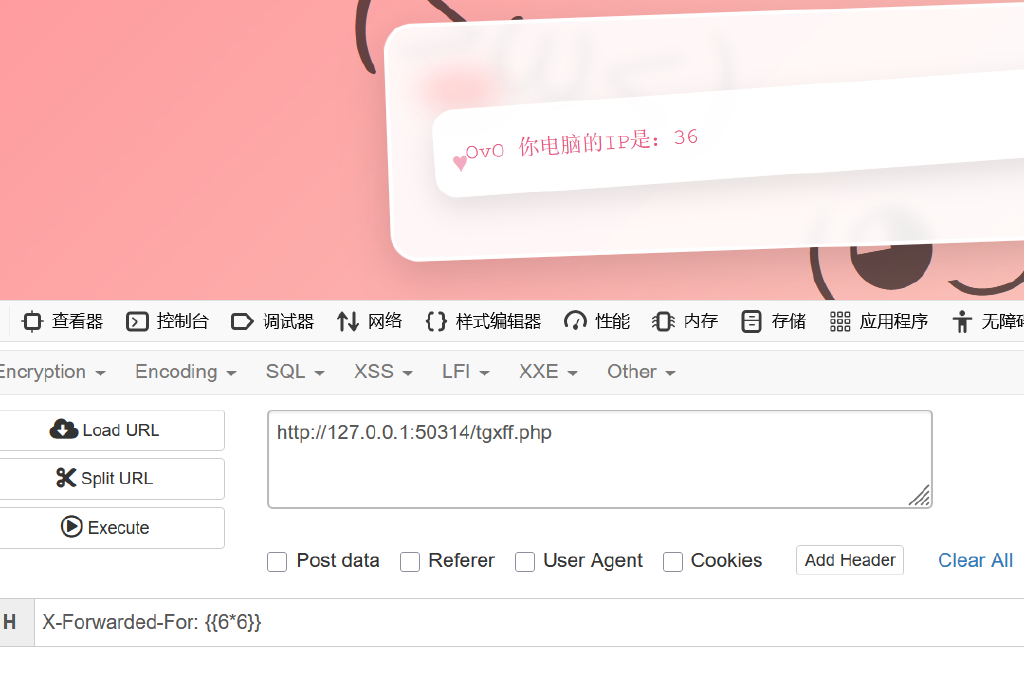 OvO 你电脑的IP是: 36
查看器 控制台 调试器 网络 样式编辑器 性能 内存 存储 应用程序 无障
Encryption Encoding SQL XSS LFI XXE Other
Load URL
http://127.0.0.1:50314/tgxff.php
Split URL
Execute
Post data Referer User Agent Cookies Add Header Clear All
H X-Forwarded-For: {{6*6}}